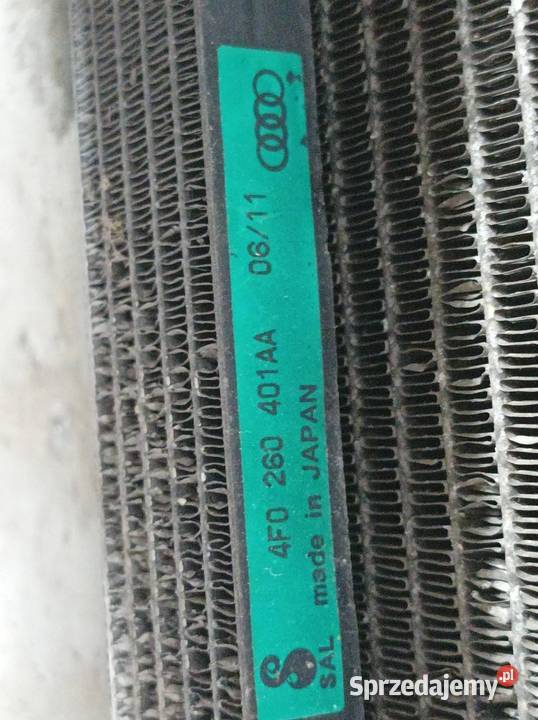 4F0 260 401AA 06/11
SAL made in JAPAN
Sprzedajemy.pl